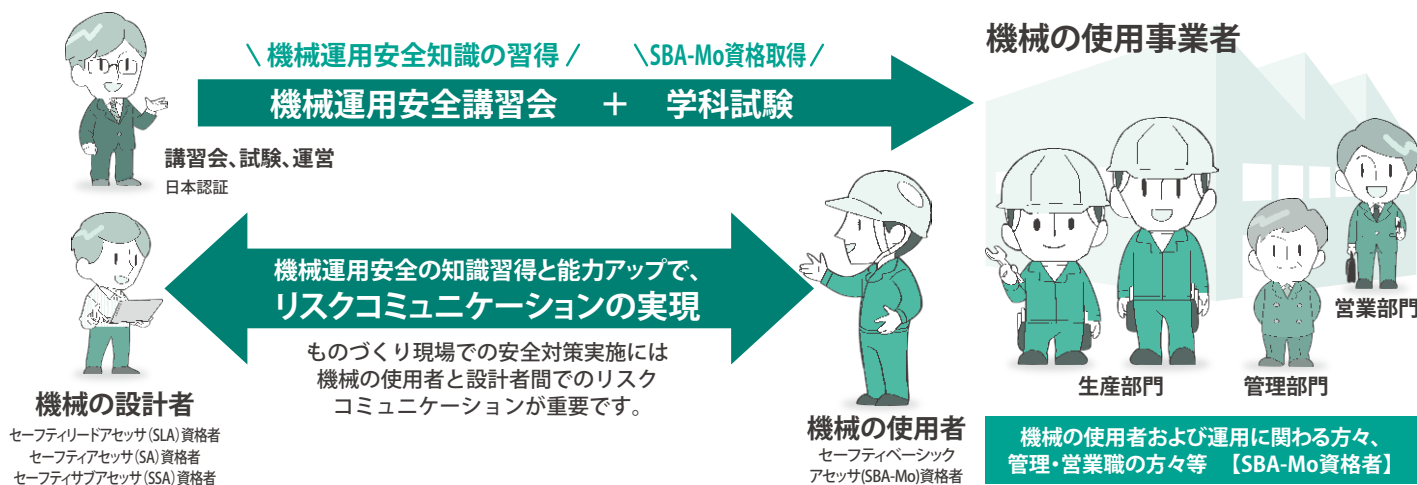 \ 機械運用安全知識の習得 /
\ SBA-Mo資格取得 /
機械運用安全講習会 + 学科試験
講習会、試験、運営
日本認証
機械の使用事業者
機械運用安全の知識習得と能力アップで、
リスクコミュニケーションの実現
ものづくり現場での安全対策実施には
機械の使用者と設計者間でのリスク
コミュニケーションが重要です。
機械の設計者
セーフティリードアセッサ(SLA)資格者
セーフティアセッサ(SA)資格者
セーフティサブアセッサ(SSA)資格者
機械の使用者
セーフティベーシック
アセッサ(SBA-Mo)資格者
営業部門
生産部門
管理部門
機械の使用者および運用に関わる方々、
管理・営業職の方々等 【SBA-Mo資格者】